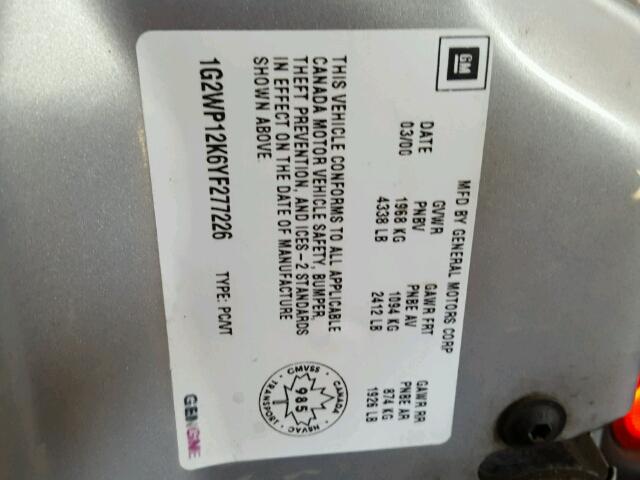 GM
MFD BY GENERAL MOTORS CORP
DATE GVWR GAWR FRT GAWR RR
PNBV PNBE AV PNBE AR
03/00 1968 KG 1094 KG 874 KG
4338 LB 2412 LB 1926 LB
THIS VEHICLE CONFORMS TO ALL APPLICABLE
CANADA MOTOR VEHICLE SAFETY, BUMPER,
THEFT PREVENTION, AND ICES-2 STANDARDS
IN EFFECT ON THE DATE OF MANUFACTURE
SHOWN ABOVE
CANADA
CMVSS
TRANSPORT
NSVAC
985
1G2WP12K6YF277226 TYPE: PC/VT